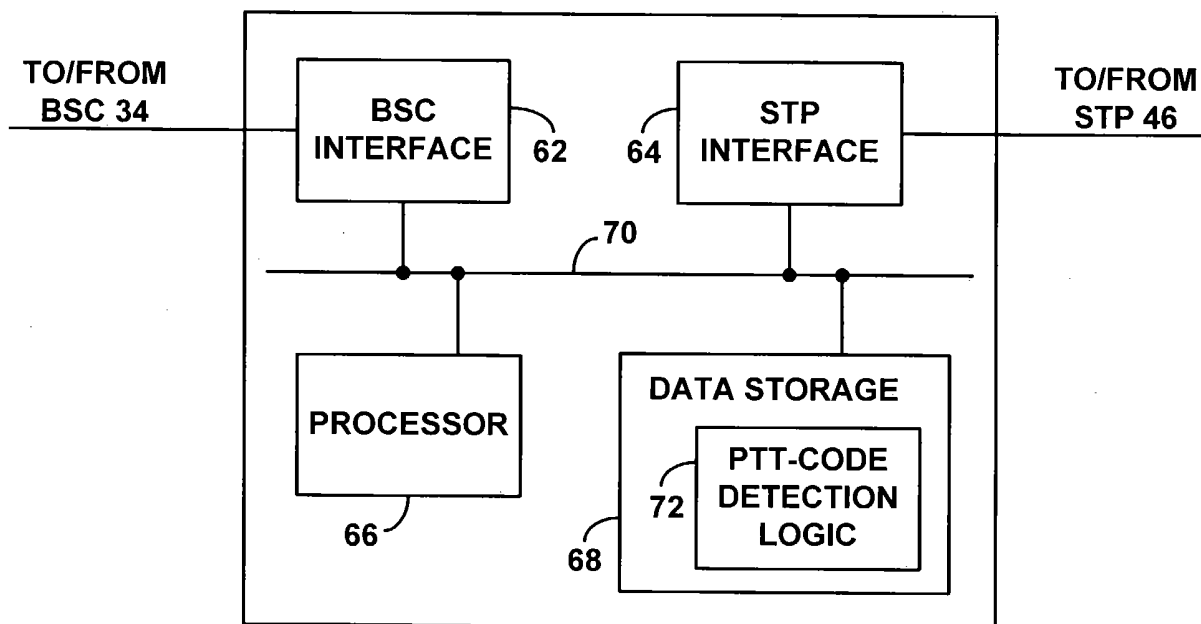 TO/FROM
BSC 34
BSC
INTERFACE
62
64
STP
INTERFACE
TO/FROM
STP 46
70
PROCESSOR
66
DATA STORAGE
PTT-CODE
DETECTION
LOGIC
72
68